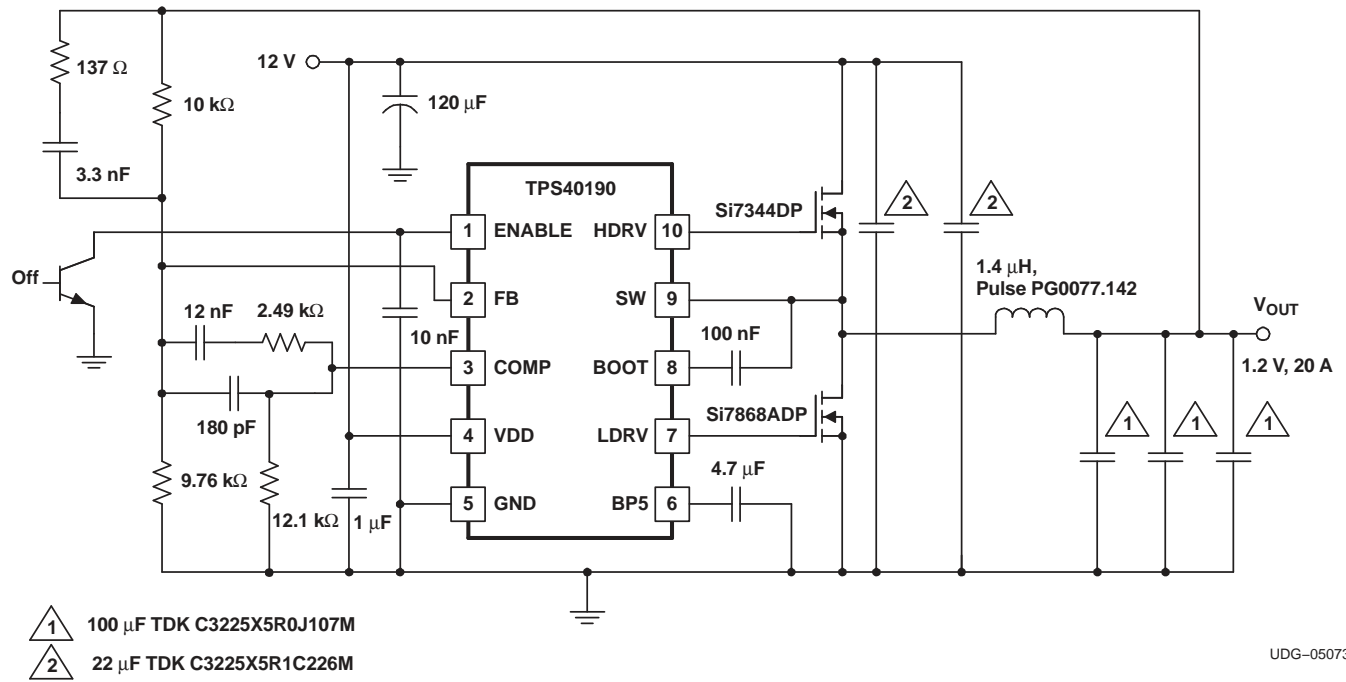 137 Ω
10 kΩ
3.3 nF
12 V
120 μF
TPS40190
Si7344DP
2
2
Off
1 ENABLE
HDRV 10
2 FB
SW 9
3 COMP
BOOT 8
4 VDD
LDRV 7
5 GND
BP5 6
12 nF
2.49 kΩ
10 nF
100 nF
1.4 μH,
Pulse PG0077.142
VOUT
1.2 V, 20 A
180 pF
Si7868ADP
1
1
1
9.76 kΩ
12.1 kΩ
1 μF
4.7 μF
1 100 μF TDK C3225X5R0J107M
2 22 μF TDK C3225X5R1C226M
UDG−05073